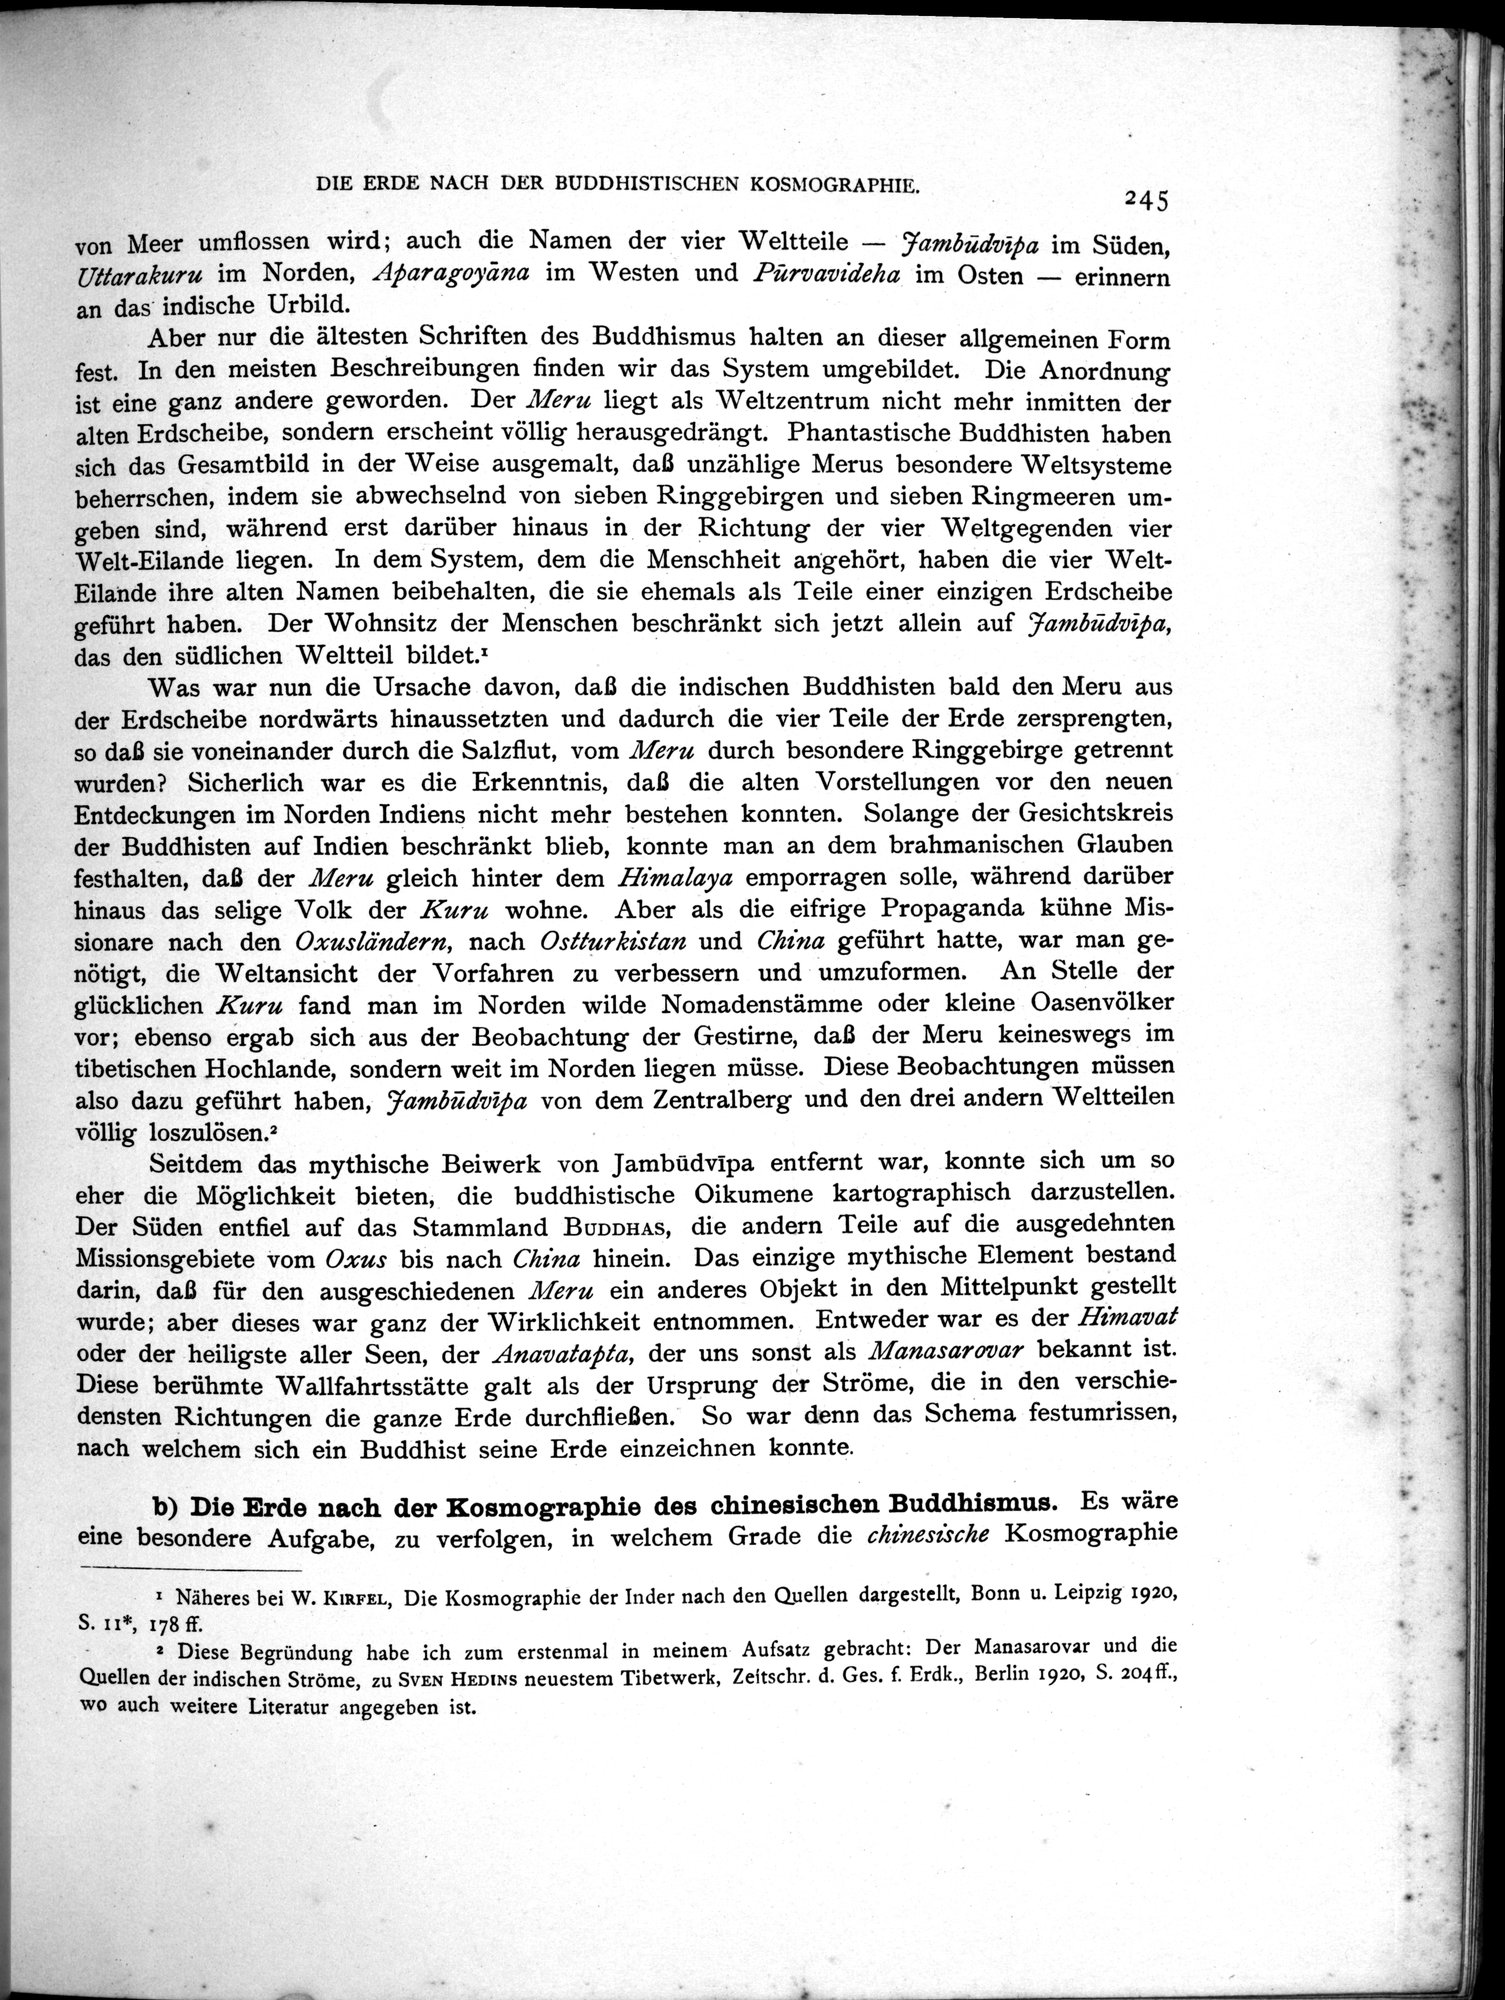 DIE ERDE NACH DER BUDDHISTISCHEN KOSMOGRAPHIE.
245
von Meer umflossen wird; auch die Namen der vier Weltteile — Jambūdvīpa im Süden,
Uttarakuru im Norden, Aparagoyāna im Westen und Pūrvavideha im Osten — erinnern
an das indische Urbild.
Aber nur die ältesten Schriften des Buddhismus halten an dieser allgemeinen Form
fest. In den meisten Beschreibungen finden wir das System umgebildet. Die Anordnung
ist eine ganz andere geworden. Der Meru liegt als Weltzentrum nicht mehr inmitten der
alten Erdscheibe, sondern erscheint völlig herausgedrängt. Phantastische Buddhisten haben
sich das Gesamtbild in der Weise ausgemalt, daß unzählige Merus besondere Weltsysteme
beherrschen, indem sie abwechselnd von sieben Ringgebirgen und sieben Ringmeeren um-
geben sind, während erst darüber hinaus in der Richtung der vier Weltgegenden vier
Welt-Eilande liegen. In dem System, dem die Menschheit angehört, haben die vier Welt-
Eilande ihre alten Namen beibehalten, die sie ehemals als Teile einer einzigen Erdscheibe
geführt haben. Der Wohnsitz der Menschen beschränkt sich jetzt allein auf Jambūdvīpa,
das den südlichen Weltteil bildet.¹
Was war nun die Ursache davon, daß die indischen Buddhisten bald den Meru aus
der Erdscheibe nordwärts hinaussetzten und dadurch die vier Teile der Erde zersprengten,
so daß sie voneinander durch die Salzflut, vom Meru durch besondere Ringgebirge getrennt
wurden? Sicherlich war es die Erkenntnis, daß die alten Vorstellungen vor den neuen
Entdeckungen im Norden Indiens nicht mehr bestehen konnten. Solange der Gesichtskreis
der Buddhisten auf Indien beschränkt blieb, konnte man an dem brahmanischen Glauben
festhalten, daß der Meru gleich hinter dem Himalaya emporragen solle, während darüber
hinaus das selige Volk der Kuru wohne. Aber als die eifrige Propaganda kühne Mis-
sionare nach den Oxusländern, nach Ostturkistan und China geführt hatte, war man ge-
nötigt, die Weltansicht der Vorfahren zu verbessern und umzuformen. An Stelle der
glücklichen Kuru fand man im Norden wilde Nomadenstämme oder kleine Oasenvölker
vor; ebenso ergab sich aus der Beobachtung der Gestirne, daß der Meru keineswegs im
tibetischen Hochlande, sondern weit im Norden liegen müsse. Diese Beobachtungen müssen
also dazu geführt haben, Jambūdvīpa von dem Zentralberg und den drei andern Weltteilen
völlig loszulösen.²
Seitdem das mythische Beiwerk von Jambūdvīpa entfernt war, konnte sich um so
eher die Möglichkeit bieten, die buddhistische Oikumene kartographisch darzustellen.
Der Süden entfiel auf das Stammland BUDDHAS, die andern Teile auf die ausgedehnten
Missionsgebiete vom Oxus bis nach China hinein. Das einzige mythische Element bestand
darin, daß für den ausgeschiedenen Meru ein anderes Objekt in den Mittelpunkt gestellt
wurde; aber dieses war ganz der Wirklichkeit entnommen. Entweder war es der Himavat
oder der heiligste aller Seen, der Anavatapta, der uns sonst als Manasarovar bekannt ist.
Diese berühmte Wallfahrtsstätte galt als der Ursprung der Ströme, die in den verschie-
densten Richtungen die ganze Erde durchfließen. So war denn das Schema festumrissen,
nach welchem sich ein Buddhist seine Erde einzeichnen konnte.
b) Die Erde nach der Kosmographie des chinesischen Buddhismus. Es wäre
eine besondere Aufgabe, zu verfolgen, in welchem Grade die chinesische Kosmographie
¹ Näheres bei W. KIRFEL, Die Kosmographie der Inder nach den Quellen dargestellt, Bonn u. Leipzig 1920,
S. 11*, 178 ff.
² Diese Begründung habe ich zum erstenmal in meinem Aufsatz gebracht: Der Manasarovar und die
Quellen der indischen Ströme, zu SVEN HEDINS neuestem Tibetwerk, Zeitschr. d. Ges. f. Erdk., Berlin 1920, S. 204ff.,
wo auch weitere Literatur angegeben ist.